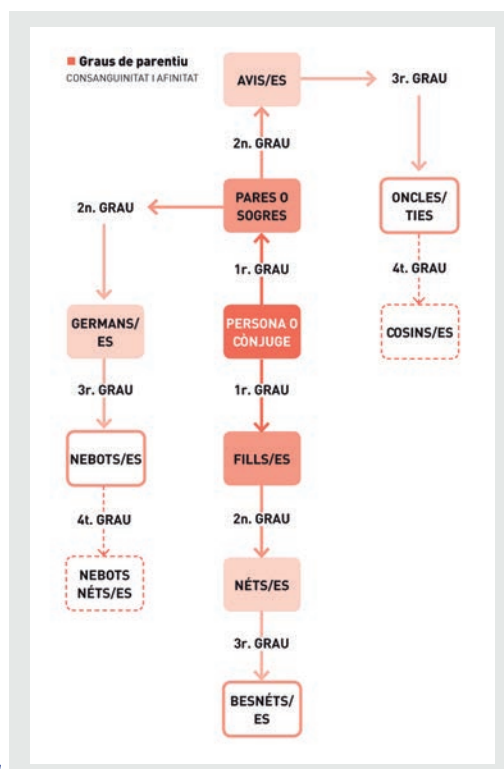 Graus de parentiu
CONSANGUINITAT I AFINITAT
AVIS/ES
3r. GRAU
2n. GRAU
2n. GRAU
PARES O
SOGRES
ONCLES/
TIES
1r. GRAU
4t. GRAU
GERMANS/
ES
PERSONA O
CÒNJUGE
COSINS/ES
3r. GRAU
1r. GRAU
NEBOTS/ES
FILLS/ES
4t. GRAU
2n. GRAU
NEBOTS
NÉTS/ES
NÉTS/ES
3r. GRAU
BESNÉTS/
ES